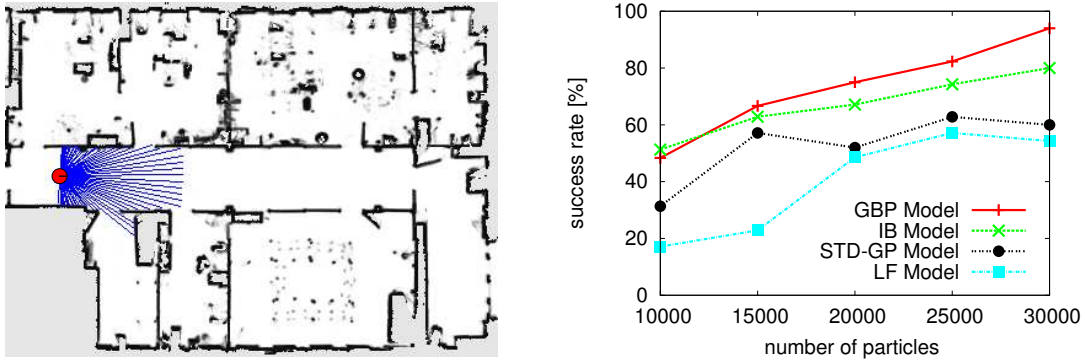 100
80
60
40
20
0
success rate [%]
GBP Model
IB Model
STD-GP Model
LF Model
10000 15000 20000 25000 30000
number of particles